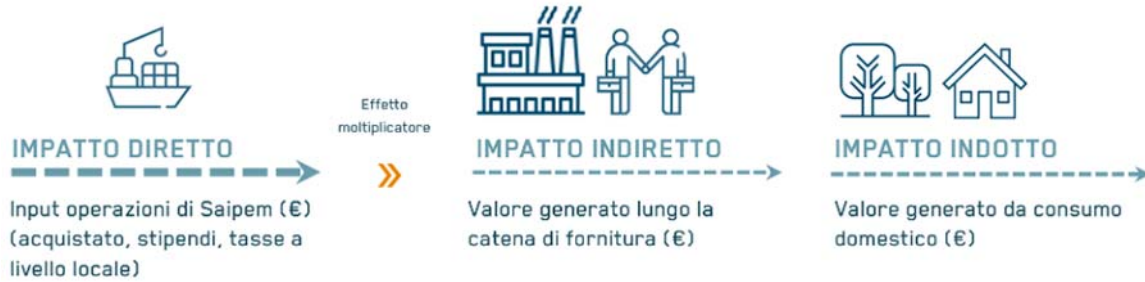 Effetto
moltiplicatore
IMPATTO DIRETTO
Input operazioni di Saipem (€)
(acquistato, stipendi, tasse a
livello locale)
IMPATTO INDIRETTO
Valore generato lungo la
catena di fornitura (€)
IMPATTO INDOTTO
Valore generato da consumo
domestico (€)